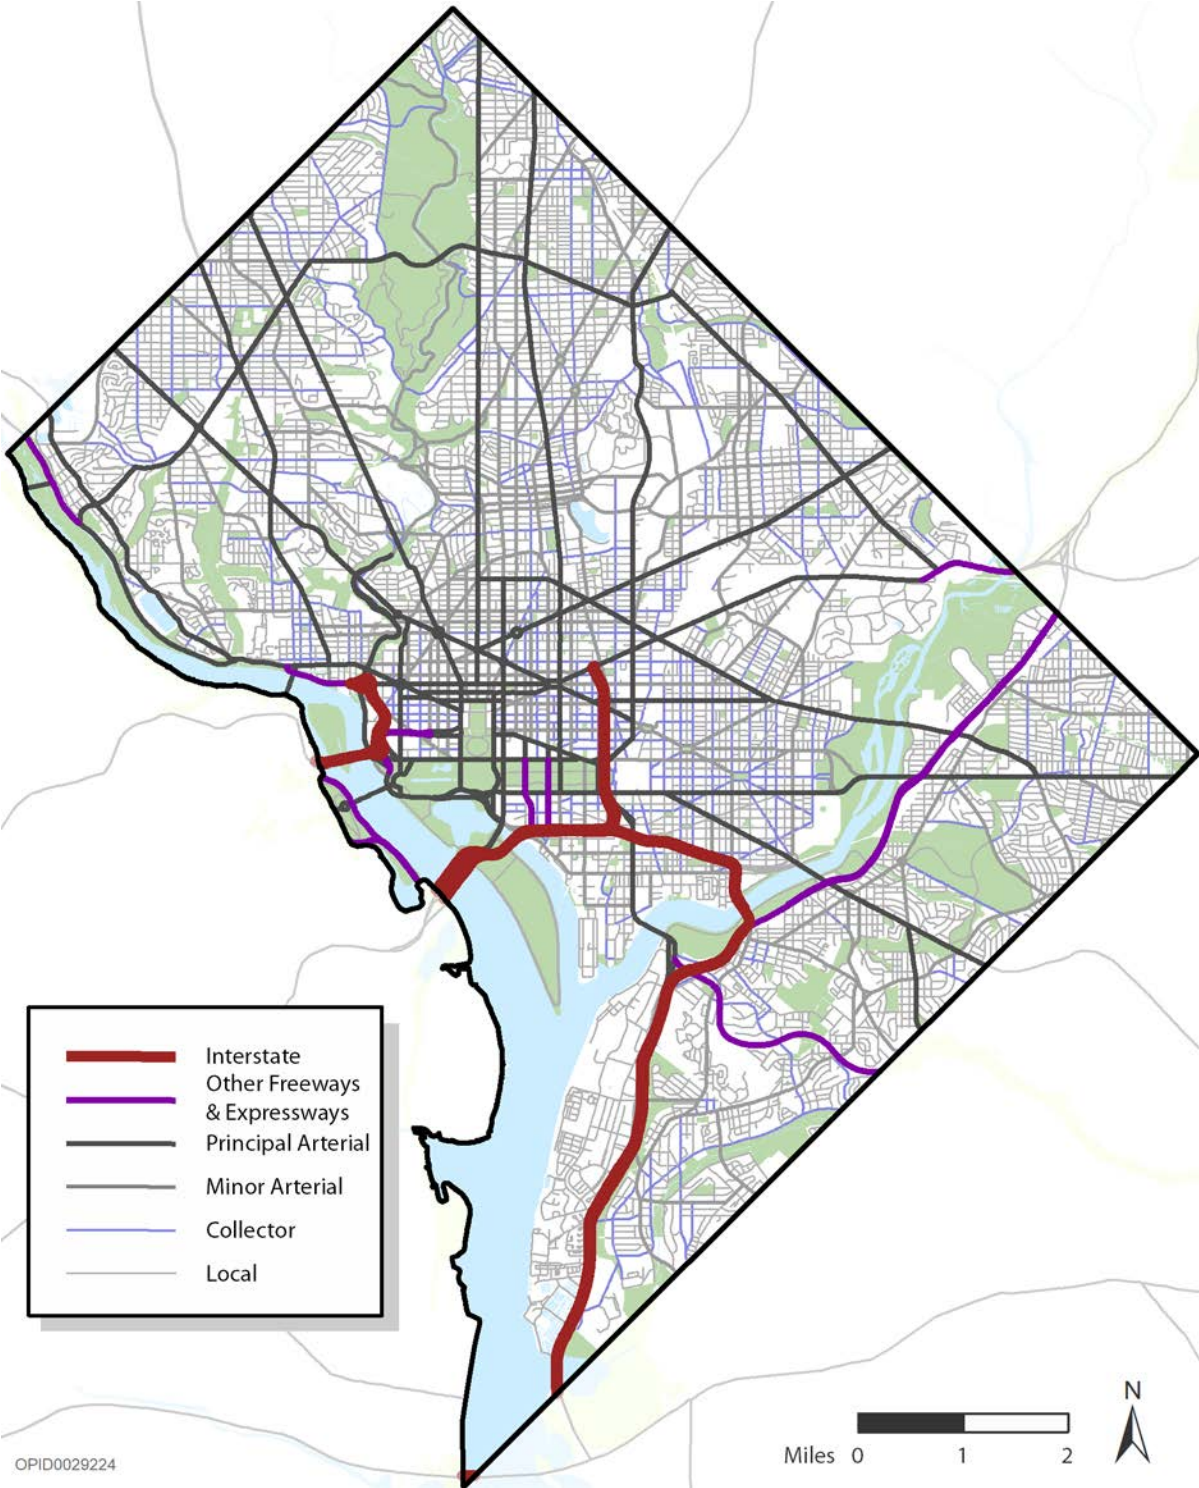 Interstate
Other Freeways
& Expressways
Principal Arterial
Minor Arterial
Collector
Local
N
Miles 0 1 2
OPID0029224